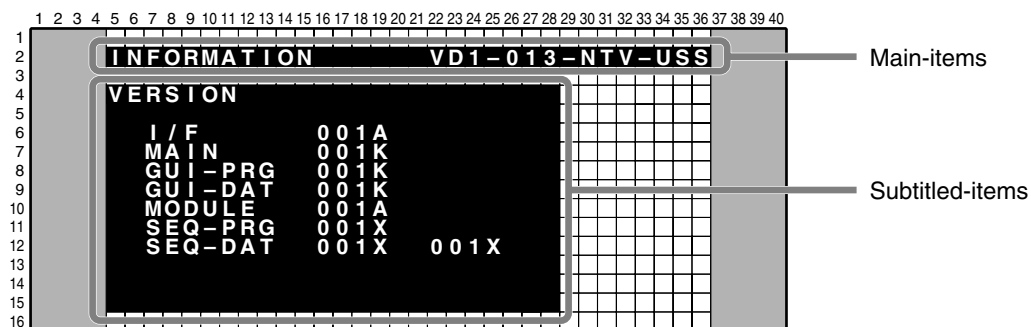 1 2 3 4 5 6 7 8 9 10 11 12 13 14 15 16 17 18 19 20 21 22 23 24 25 26 27 28 29 30 31 32 33 34 35 36 37 38 39 40
1
2 INFORMATION VD1-013-NTV-USS Main-items
3
4 VERSION
5
6 I/F 001A
7 MAIN 001K
8 GUI-PRG 001K
9 GUI-DAT 001K Subtitled-items
10 MODULE 001A
11 SEQ-PRG 001X
12 SEQ-DAT 001X 001X
13
14
15
16